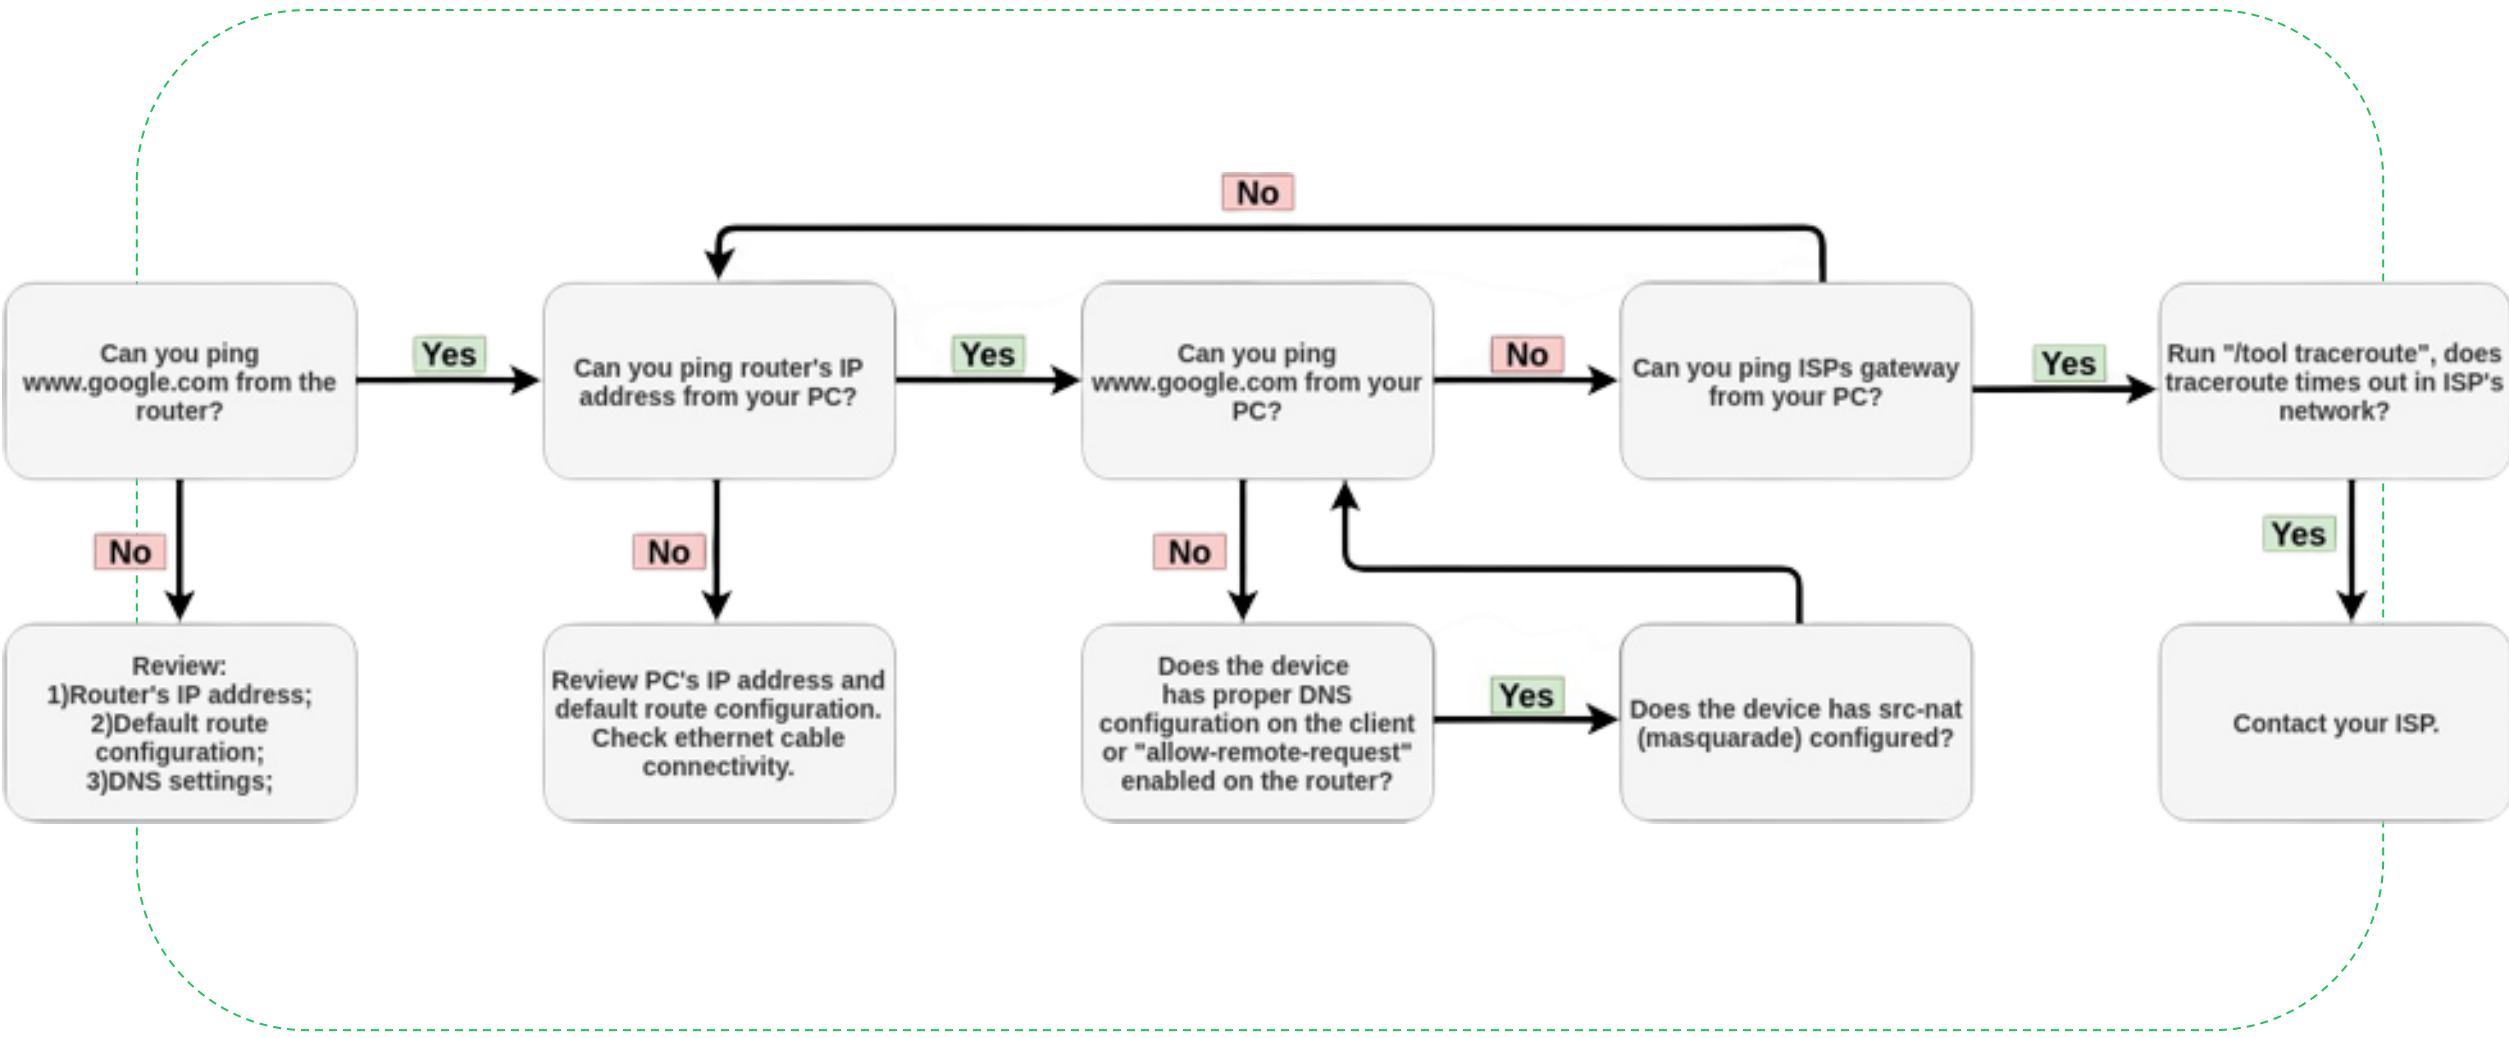 No
Can you ping
www.google.com from the
router?
Yes
Can you ping router's IP
address from your PC?
Yes
Can you ping
www.google.com from your
PC?
No
Can you ping ISPs gateway
from your PC?
Yes
Run "/tool traceroute", does
traceroute times out in ISP's
network?
No
No
No
Yes
Review:
1)Router's IP address;
2)Default route
configuration;
3)DNS settings;
Review PC's IP address and
default route configuration.
Check ethernet cable
connectivity.
Does the device
has proper DNS
configuration on the client
or "allow-remote-request"
enabled on the router?
Yes
Does the device has src-nat
(masquarade) configured?
Contact your ISP.